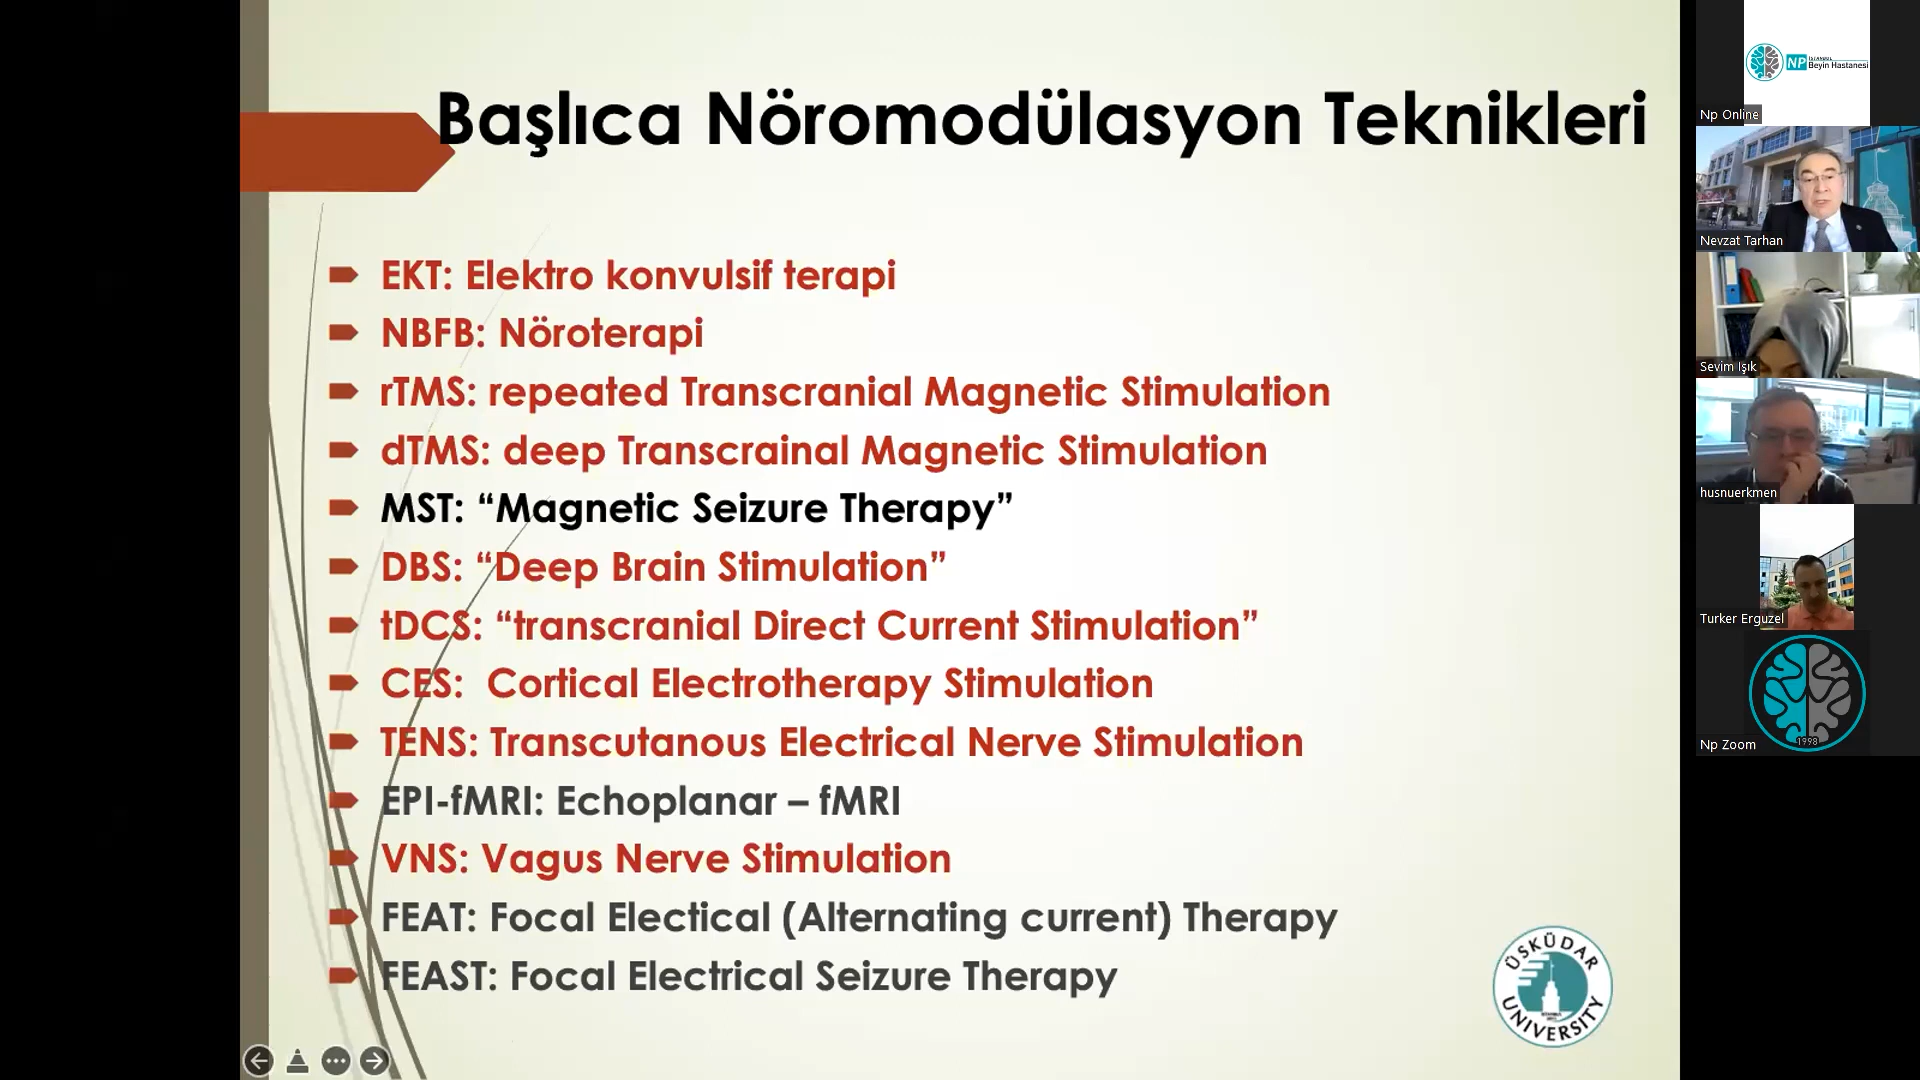 Başlıca Nöromodülasyon Teknikleri
EKT: Elektro konvulsif terapi
NBFB: Nöroterapi
rTMS: repeated Transcranial Magnetic Stimulation
dTMS: deep Transcrainal Magnetic Stimulation
MST: “Magnetic Seizure Therapy”
DBS: “Deep Brain Stimulation”
tDCS: “transcranial Direct Current Stimulation”
CES: Cortical Electrotherapy Stimulation
TENS: Transcutanous Electrical Nerve Stimulation
EPI-fMRI: Echoplanar – fMRI
VNS: Vagus Nerve Stimulation
FEAT: Focal Electical (Alternating current) Therapy
FEAST: Focal Electrical Seizure Therapy
ÜSKÜDAR
UNIVERSITY
NP
İSTANBUL
Beyin Hastanesi
Np Online
Nevzat Tarhan
Sevim Işık
husnuerkmen
Turker Erguzel
1998
Np Zoom